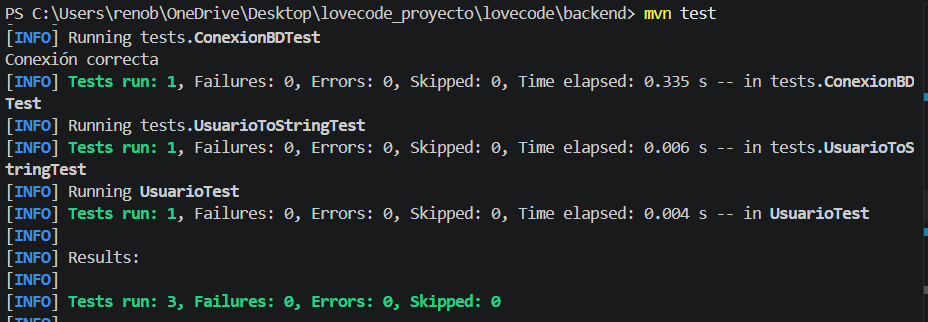 PS C:\Users\renob\OneDrive\Desktop\lovecode_proyecto\lovecode\backend> mvn test
[INFO] Running tests.ConexionBDTest
Conexión correcta
[INFO] Tests run: 1, Failures: 0, Errors: 0, Skipped: 0, Time elapsed: 0.335 s -- in tests.ConexionBD
Test
[INFO] Running tests.UsuarioToStringTest
[INFO] Tests run: 1, Failures: 0, Errors: 0, Skipped: 0, Time elapsed: 0.006 s -- in tests.UsuarioToS
tringTest
[INFO] Running UsuarioTest
[INFO] Tests run: 1, Failures: 0, Errors: 0, Skipped: 0, Time elapsed: 0.004 s -- in UsuarioTest
[INFO]
[INFO] Results:
[INFO]
[INFO] Tests run: 3, Failures: 0, Errors: 0, Skipped: 0